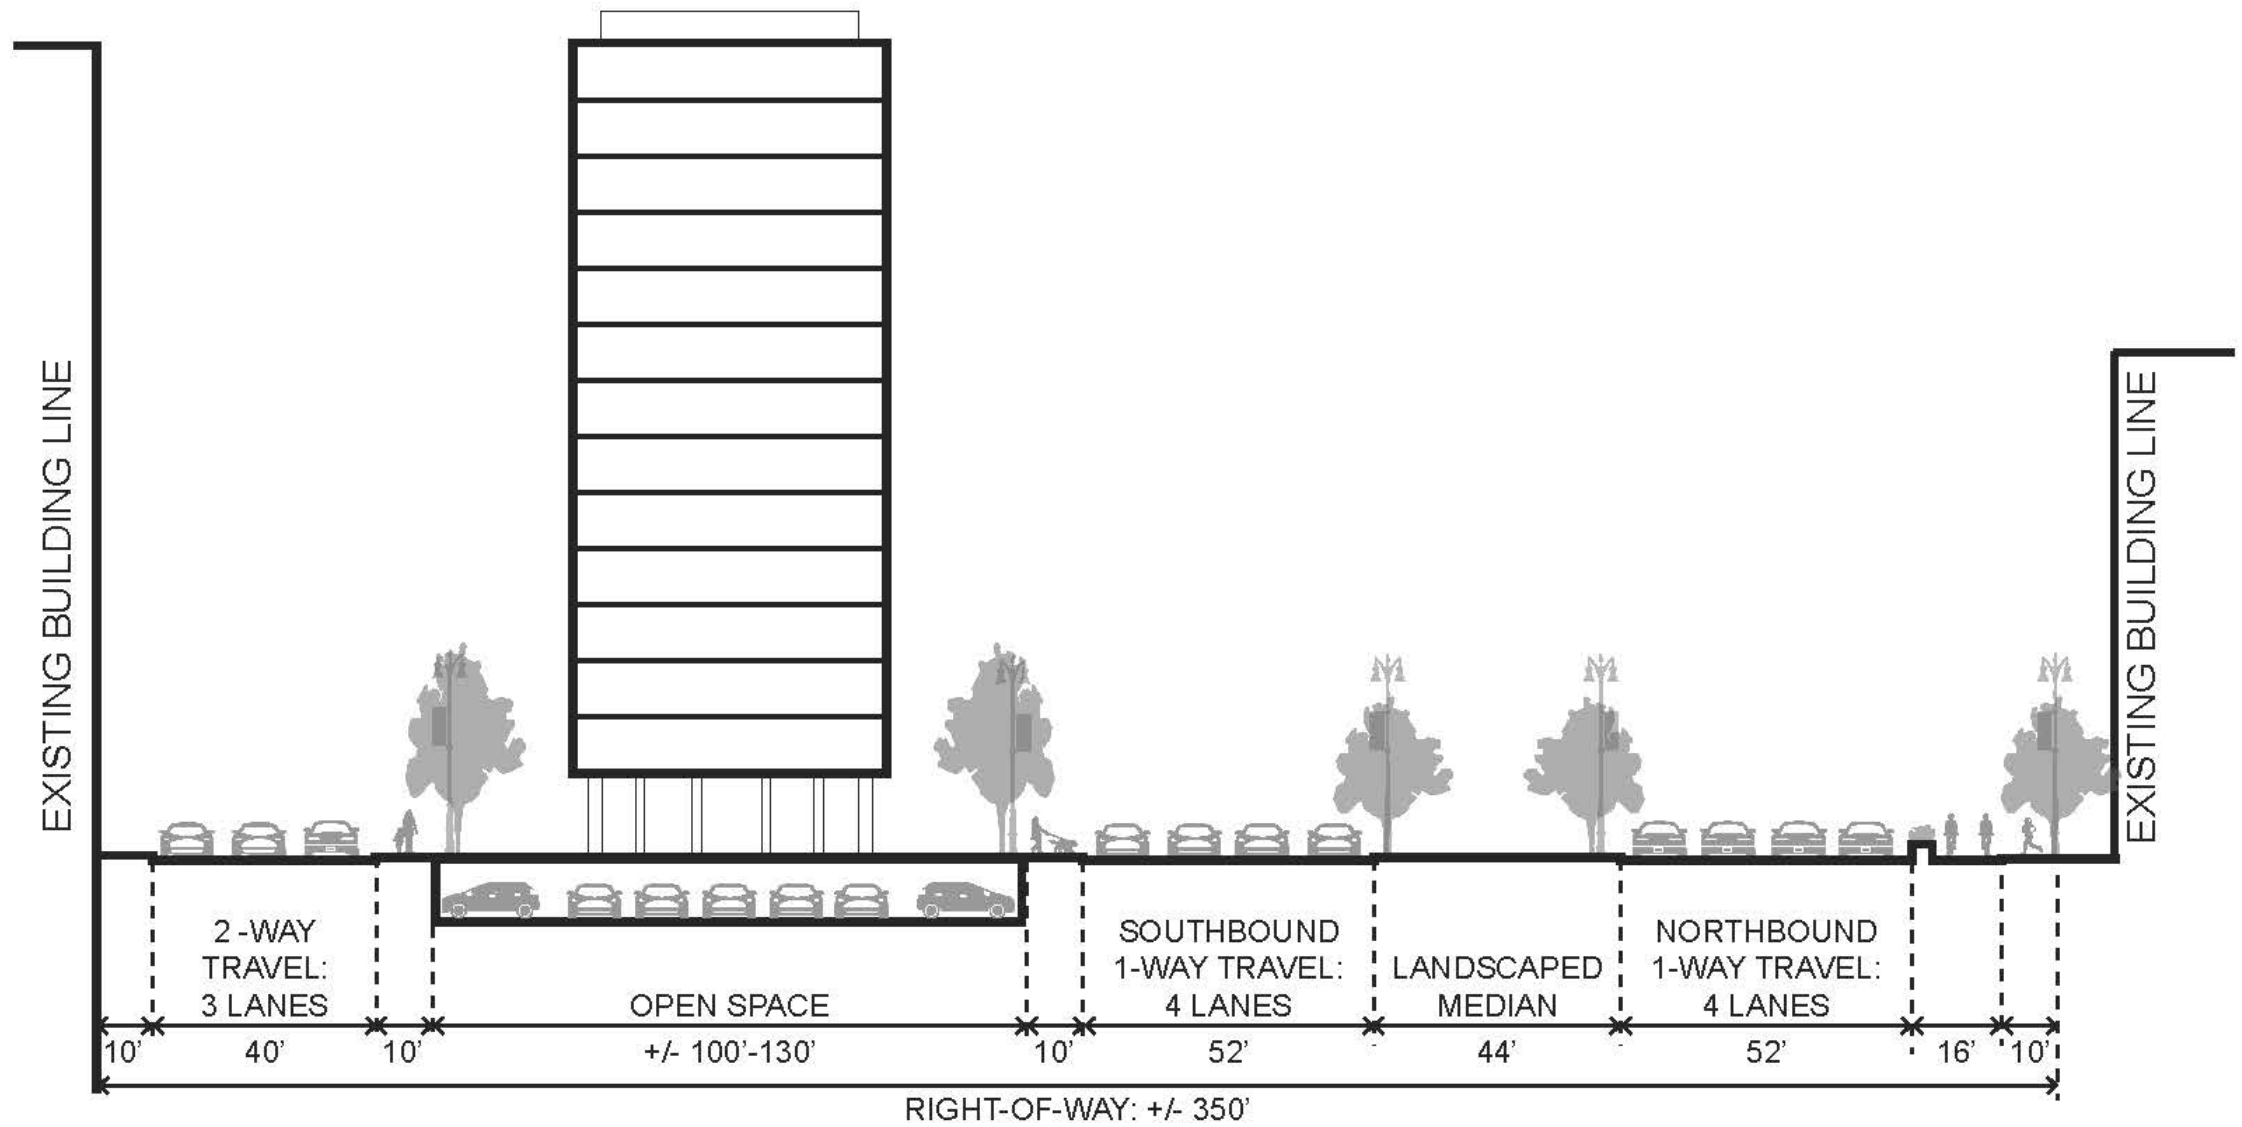 EXISTING BUILDING LINE
EXISTING BUILDING LINE
2 -WAY
TRAVEL:
3 LANES
OPEN SPACE
SOUTHBOUND
1-WAY TRAVEL:
4 LANES
LANDSCAPED
MEDIAN
NORTHBOUND
1-WAY TRAVEL:
4 LANES
10' 40' 10' +/- 100'-130' 10' 52' 44' 52' 16' 10'
RIGHT-OF-WAY: +/- 350'